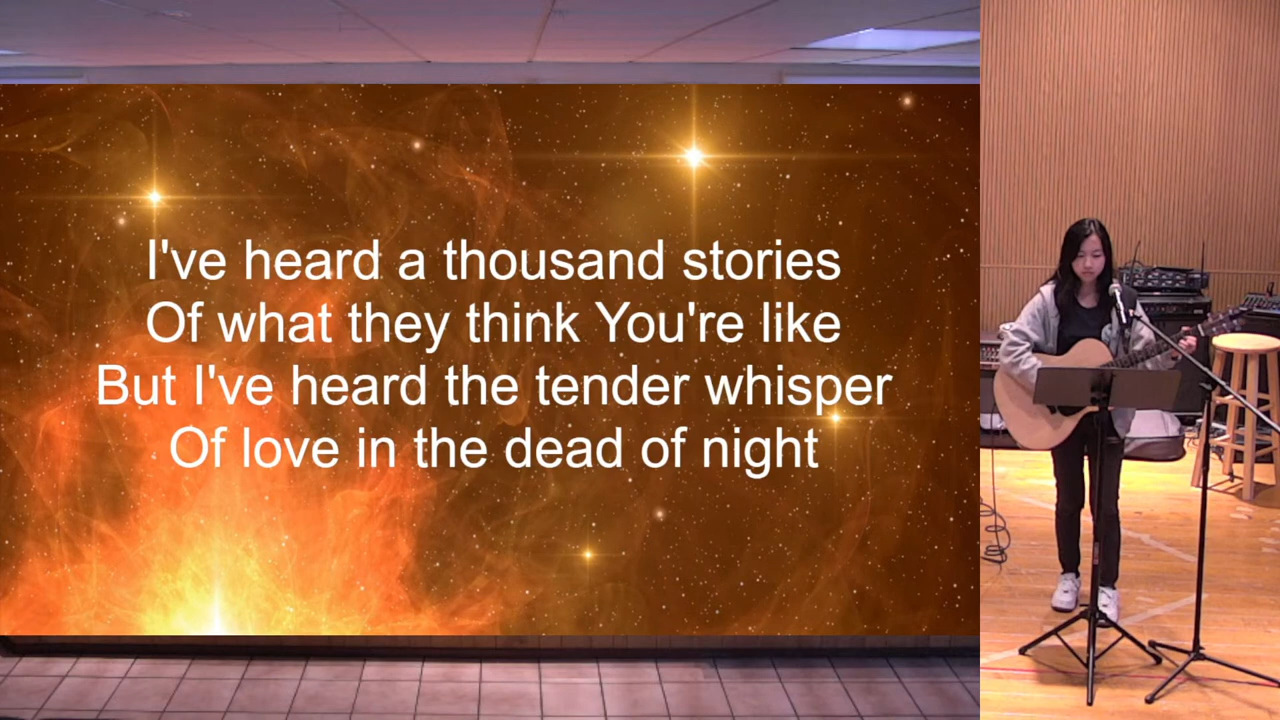 I've heard a thousand stories
Of what they think You're like
But I've heard the tender whisper
Of love in the dead of night